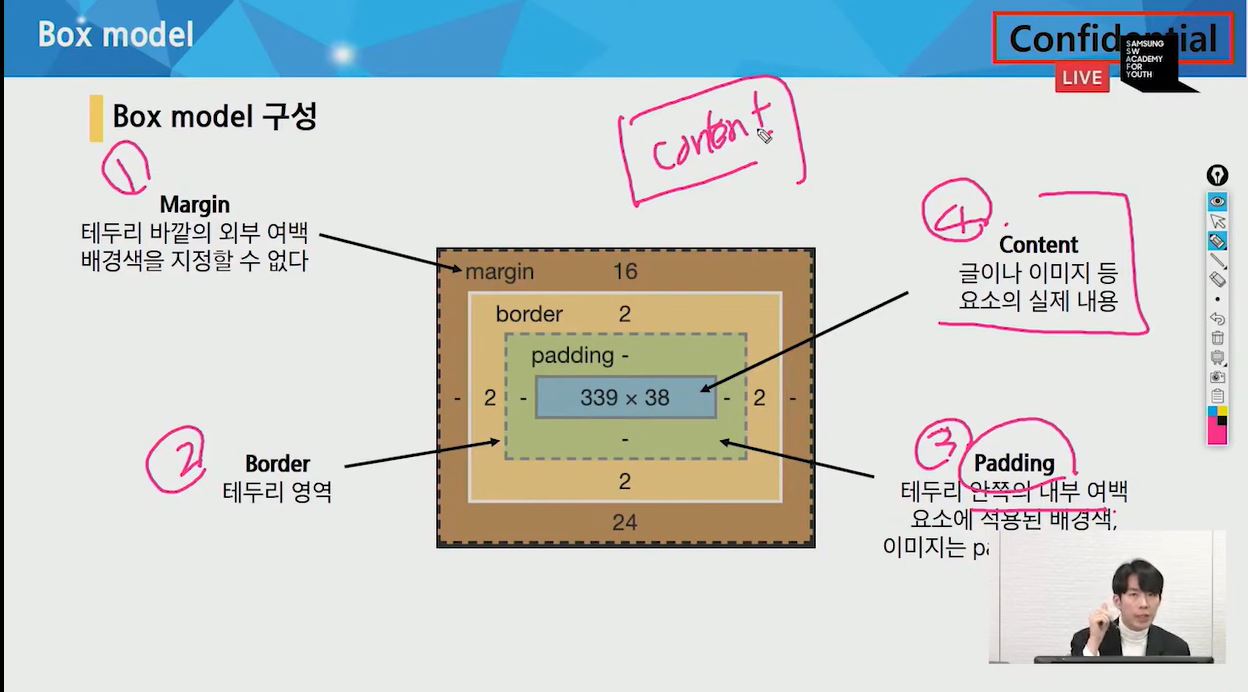 Box model
Confidential
SAMSUNG
SW
ACADEMY
FOR
YOUTH
LIVE
Box model 구성
content
1
Margin
테두리 바깥의 외부 여백
배경색을 지정할 수 없다
4.
Content
글이나 이미지 등
요소의 실제 내용
margin 16
border 2
padding -
- 2 - 339 × 38 - 2 -
-
2
24
2
Border
테두리 영역
3
Padding
테두리 안쪽의 내부 여백
요소에 적용된 배경색,
이미지는